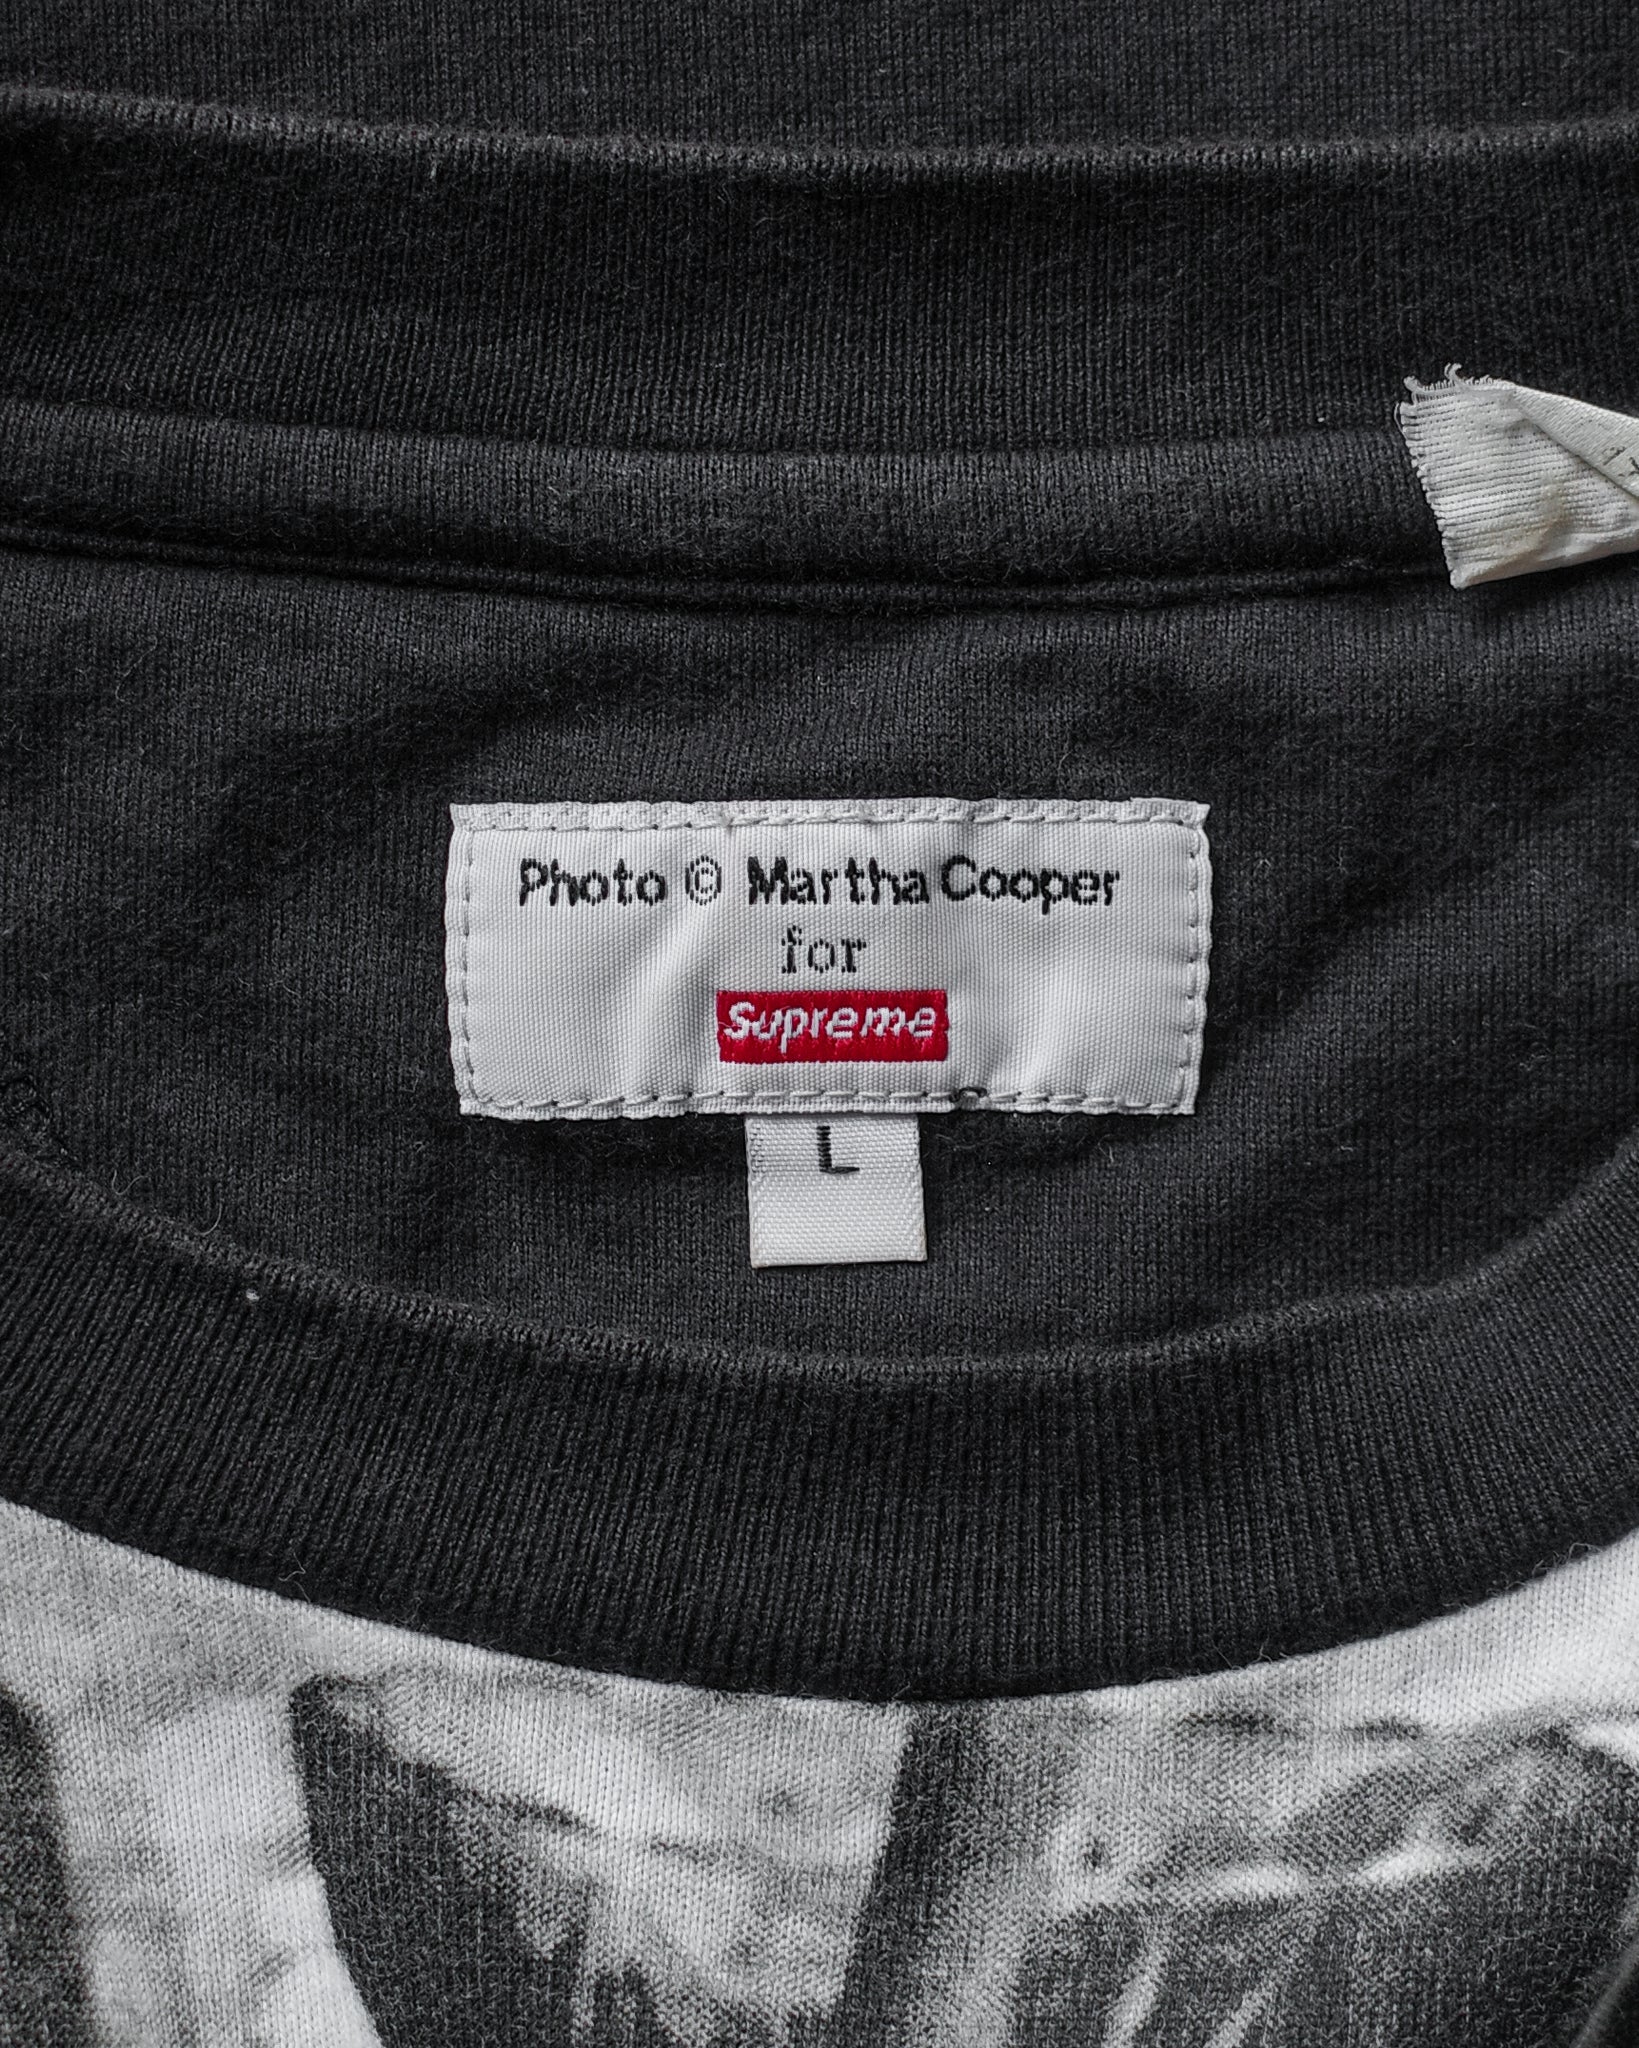 Photo © Martha Cooper
for
Supreme
L